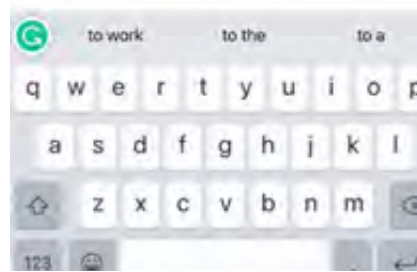 to work to the to a
q w e r t y u i o p
a s d f g h j k l
z x c v b n m
123 .